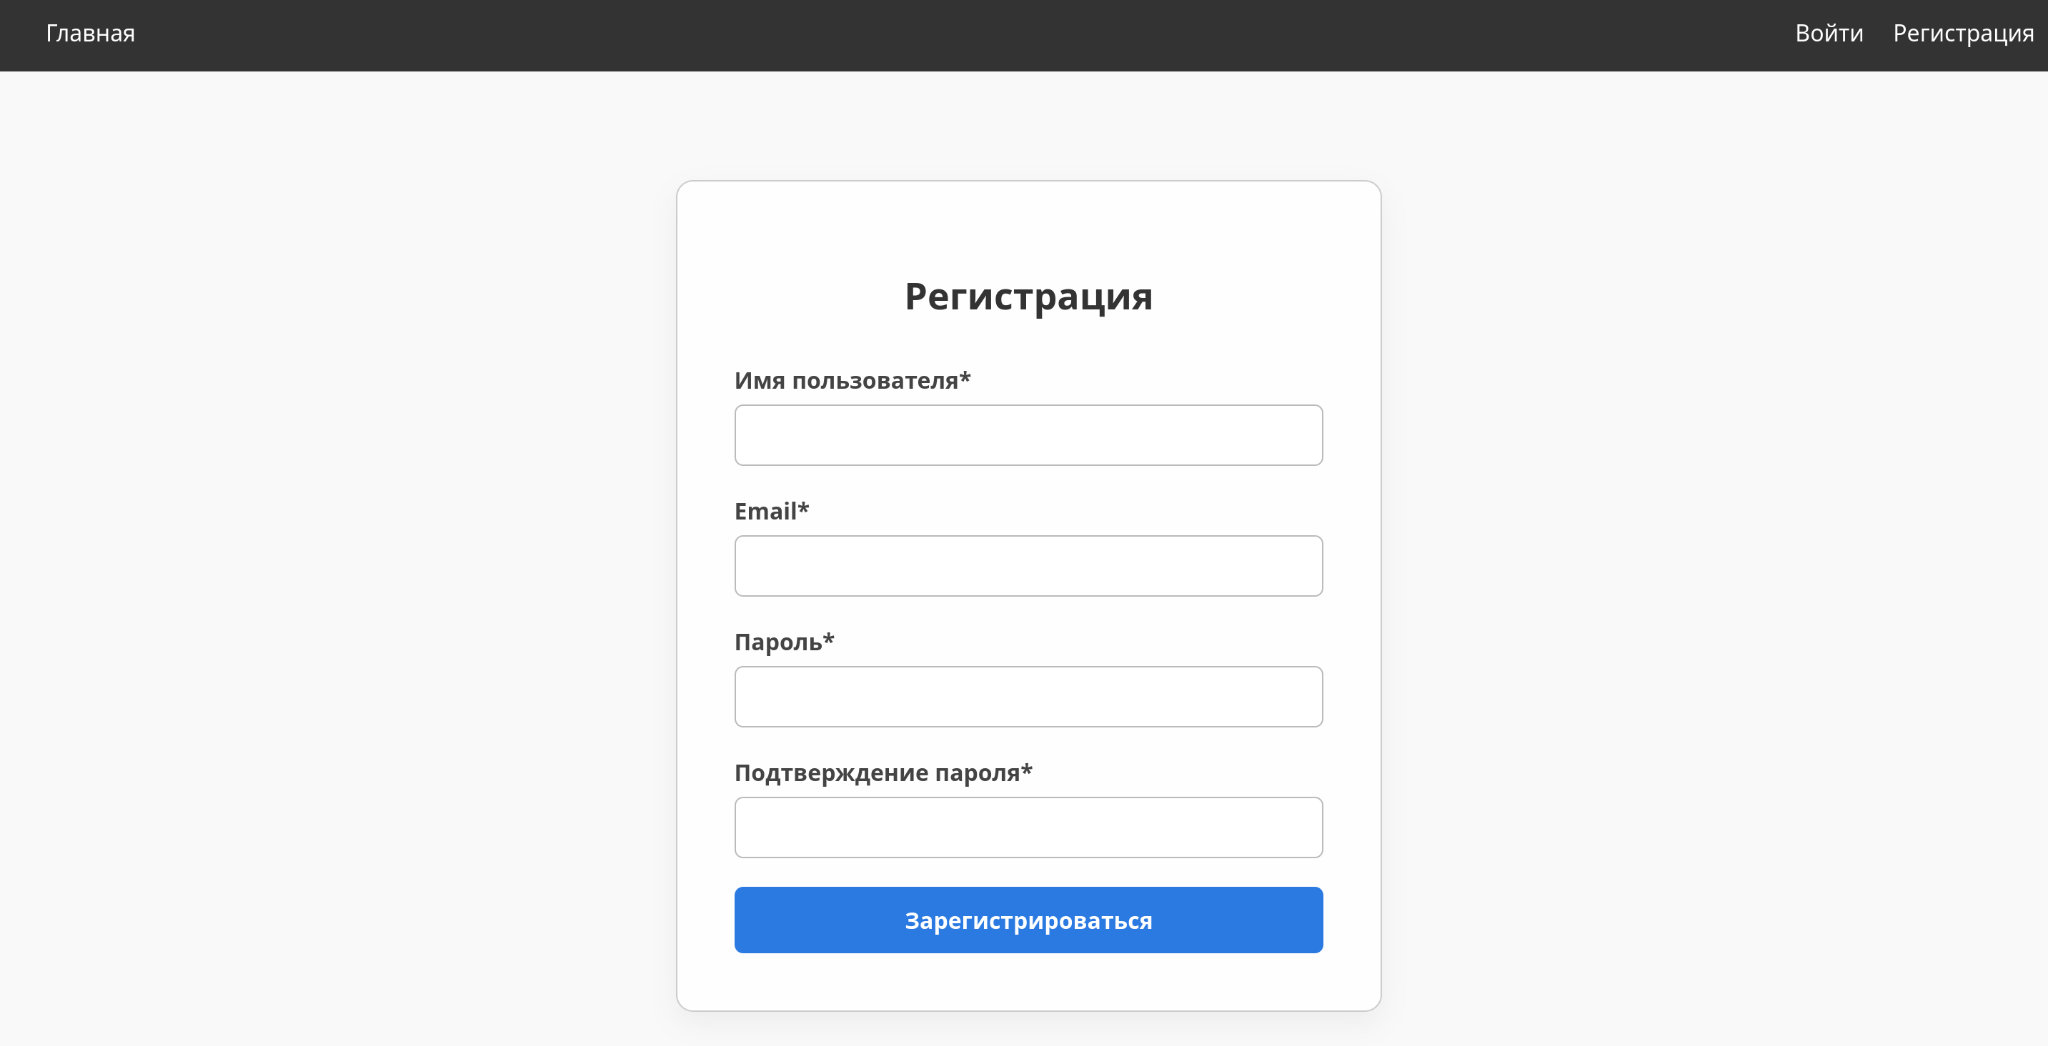 Главная
Войти
Регистрация
Регистрация
Имя пользователя*
Email*
Пароль*
Подтверждение пароля*
Зарегистрироваться